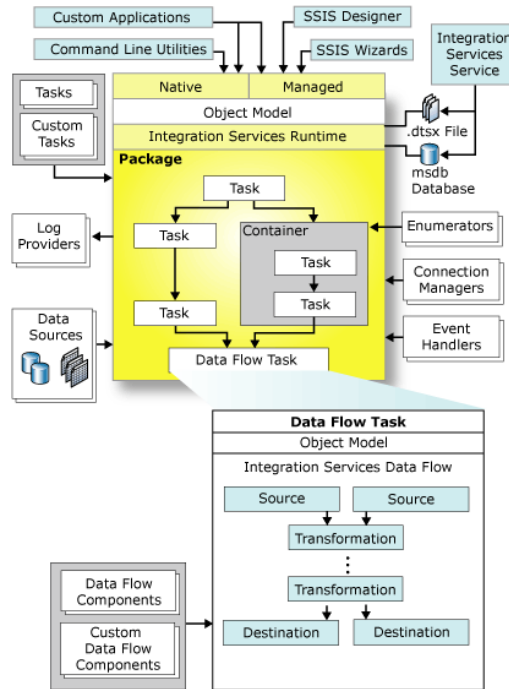 Custom Applications
SSIS Designer
Command Line Utilities
SSIS Wizards
Integration
Services
Service
Native
Managed
Object Model
Integration Services Runtime
Tasks
Custom
Tasks
.dtsx File
msdb
Database
Package
Task
Task
Container
Task
Task
Task
Data Flow Task
Log
Providers
Data
Sources
Enumerators
Connection
Managers
Event
Handlers
Data Flow Task
Object Model
Integration Services Data Flow
Source
Source
Transformation
Transformation
Destination
Destination
Data Flow
Components
Custom
Data Flow
Components